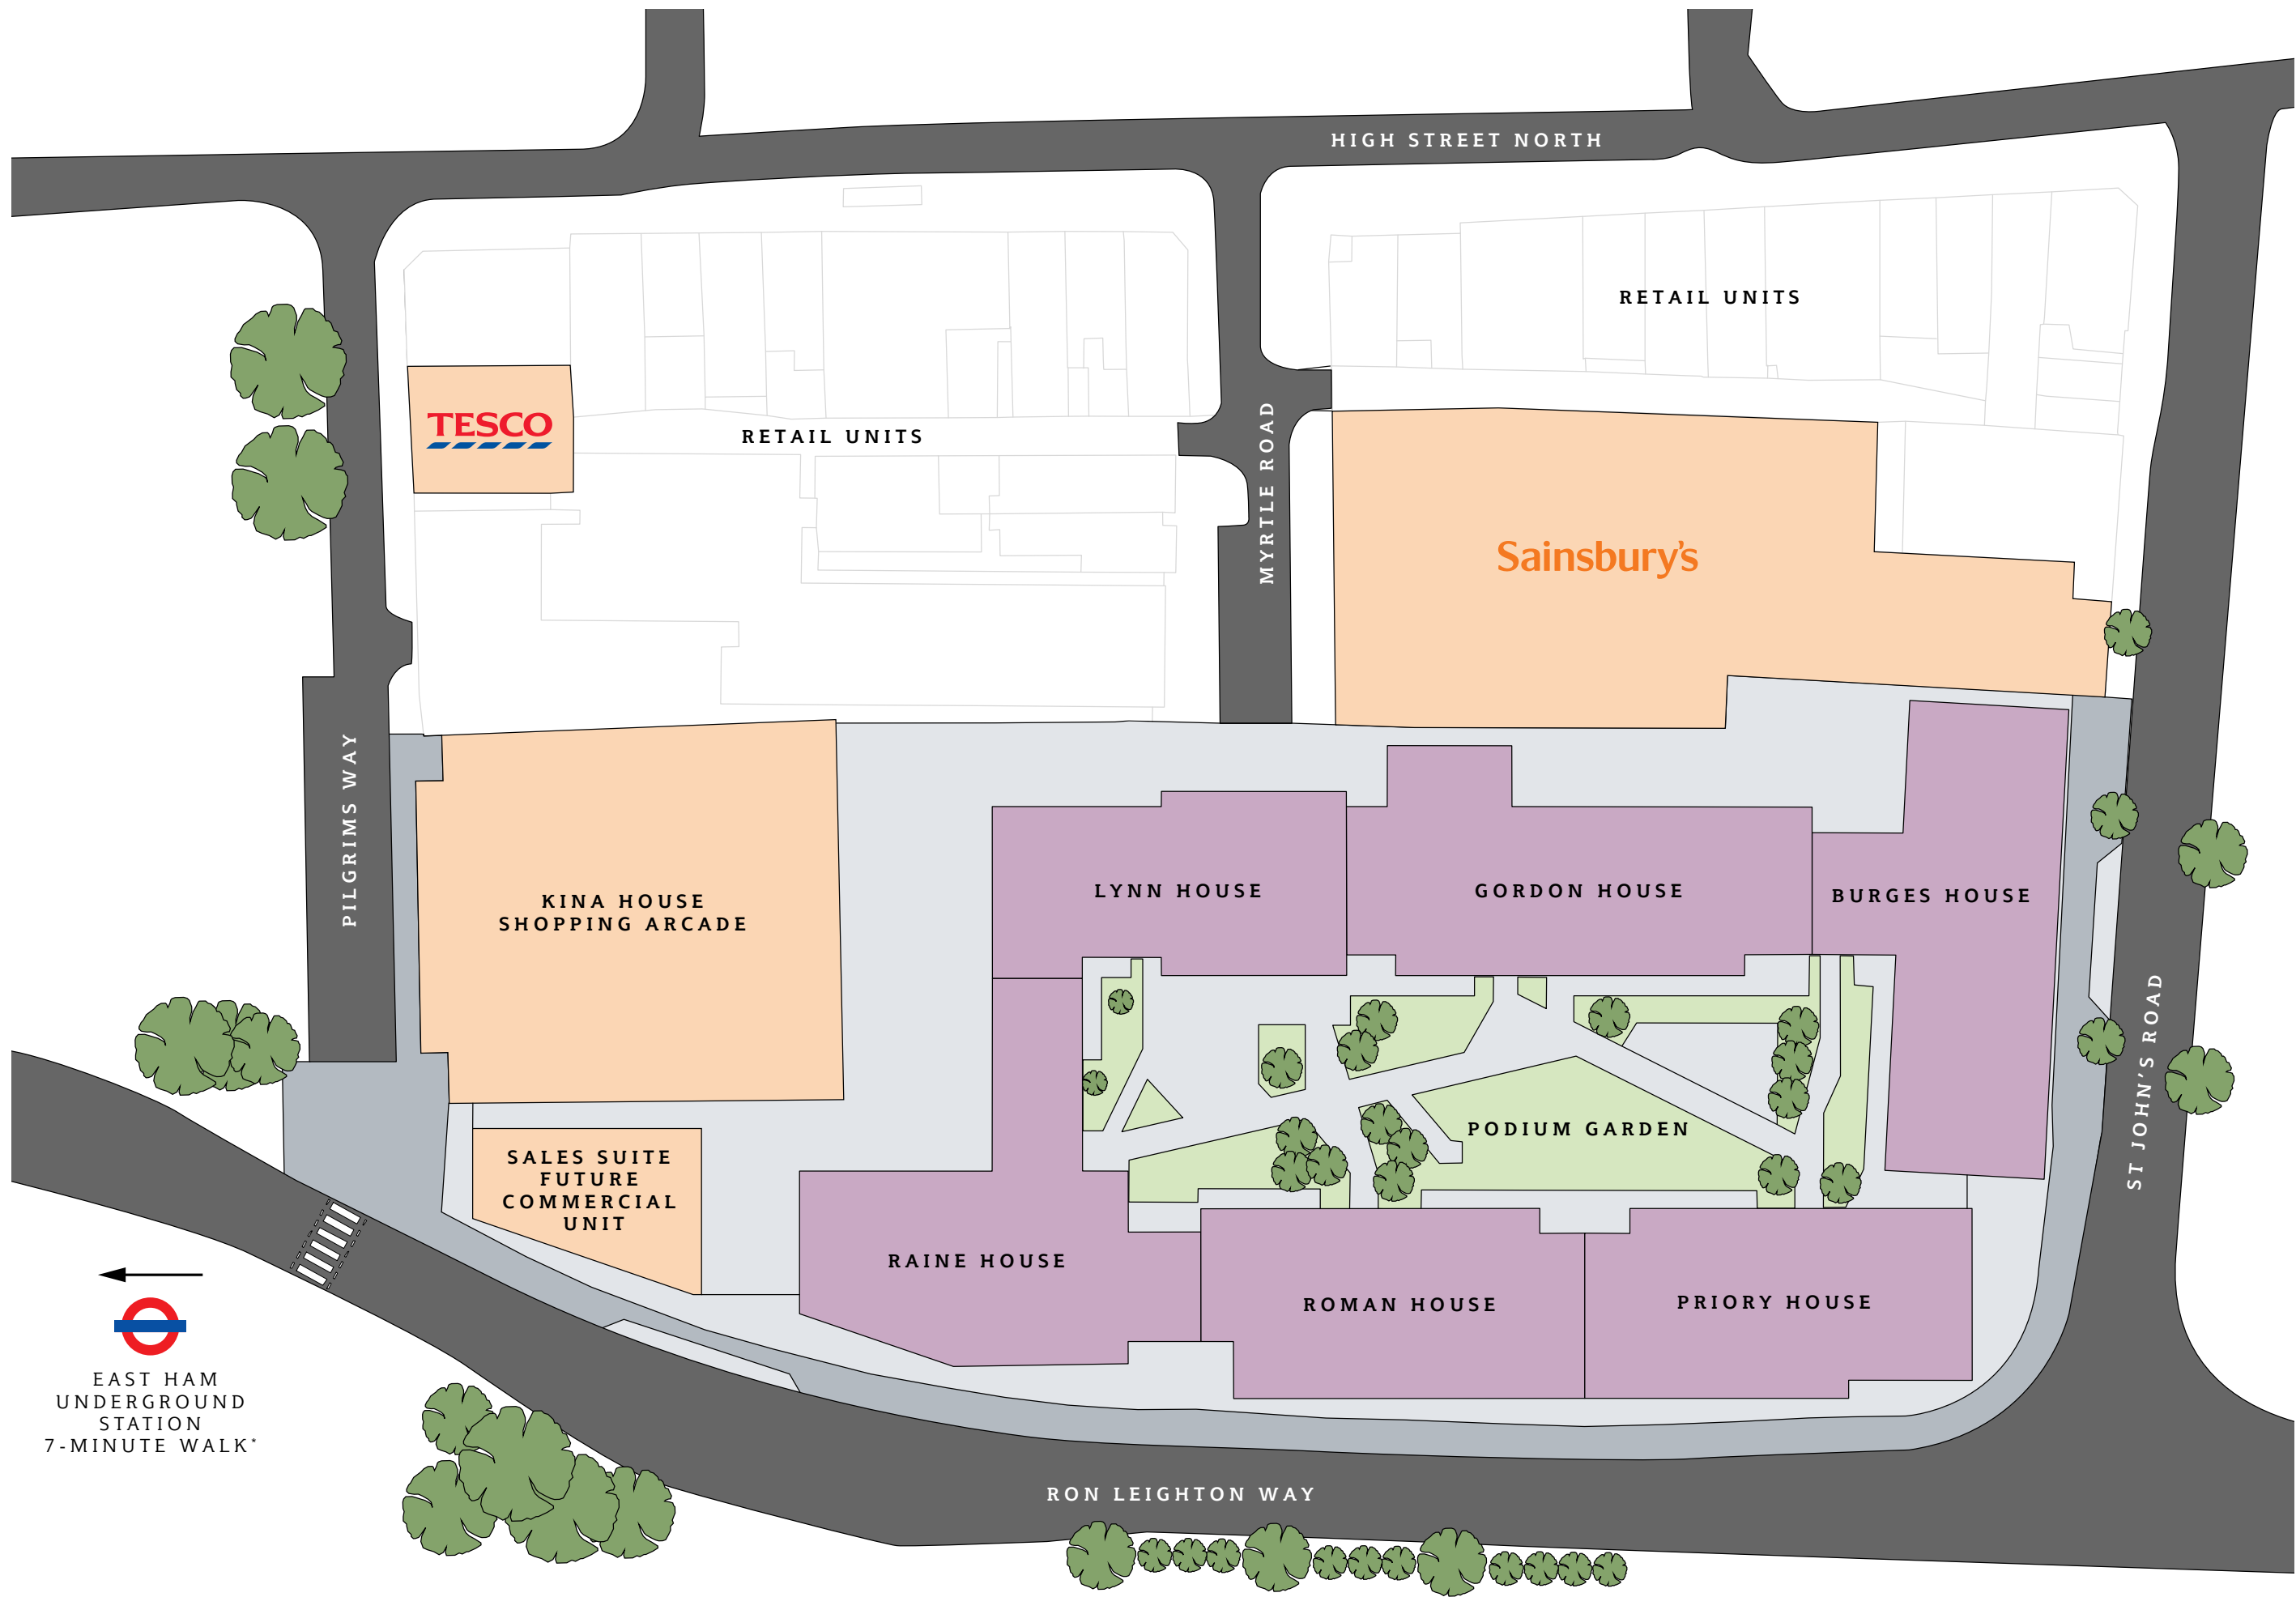 HIGH STREET NORTH
RETAIL UNITS
TESCO
RETAIL UNITS
MYRTLE ROAD
Sainsbury's
PILGRIMS WAY
KINA HOUSE
SHOPPING ARCADE
LYNN HOUSE
GORDON HOUSE
BURGES HOUSE
ST JOHN'S ROAD
PODIUM GARDEN
SALES SUITE
FUTURE
COMMERCIAL
UNIT
RAINE HOUSE
ROMAN HOUSE
PRIORY HOUSE
EAST HAM
UNDERGROUND
STATION
7-MINUTE WALK*
RON LEIGHTON WAY